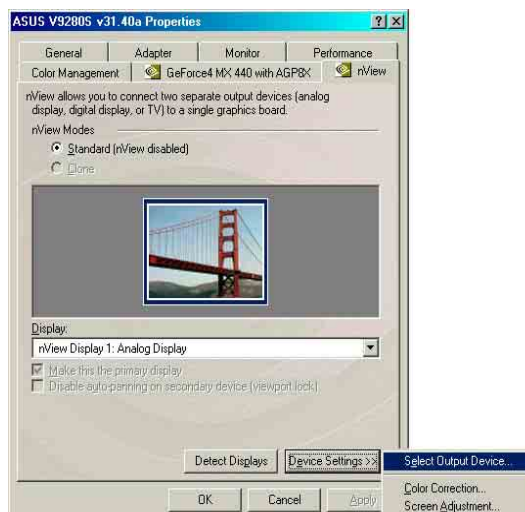 ASUS V9280S v31.40a Properties
General Adapter Monitor Performance
Color Management GeForce4 MX 440 with AGP8X nView
nView allows you to connect two separate output devices (analog
display, digital display, or TV) to a single graphics board.
nView Modes
Standard (nView disabled)
Clone
Display:
nView Display 1: Analog Display
Make this the primary display
Disable auto-panning on secondary device (viewport lock)
Detect Displays Device Settings >> Select Output Device...
Color Correction...
OK Cancel Apply Screen Adjustment...